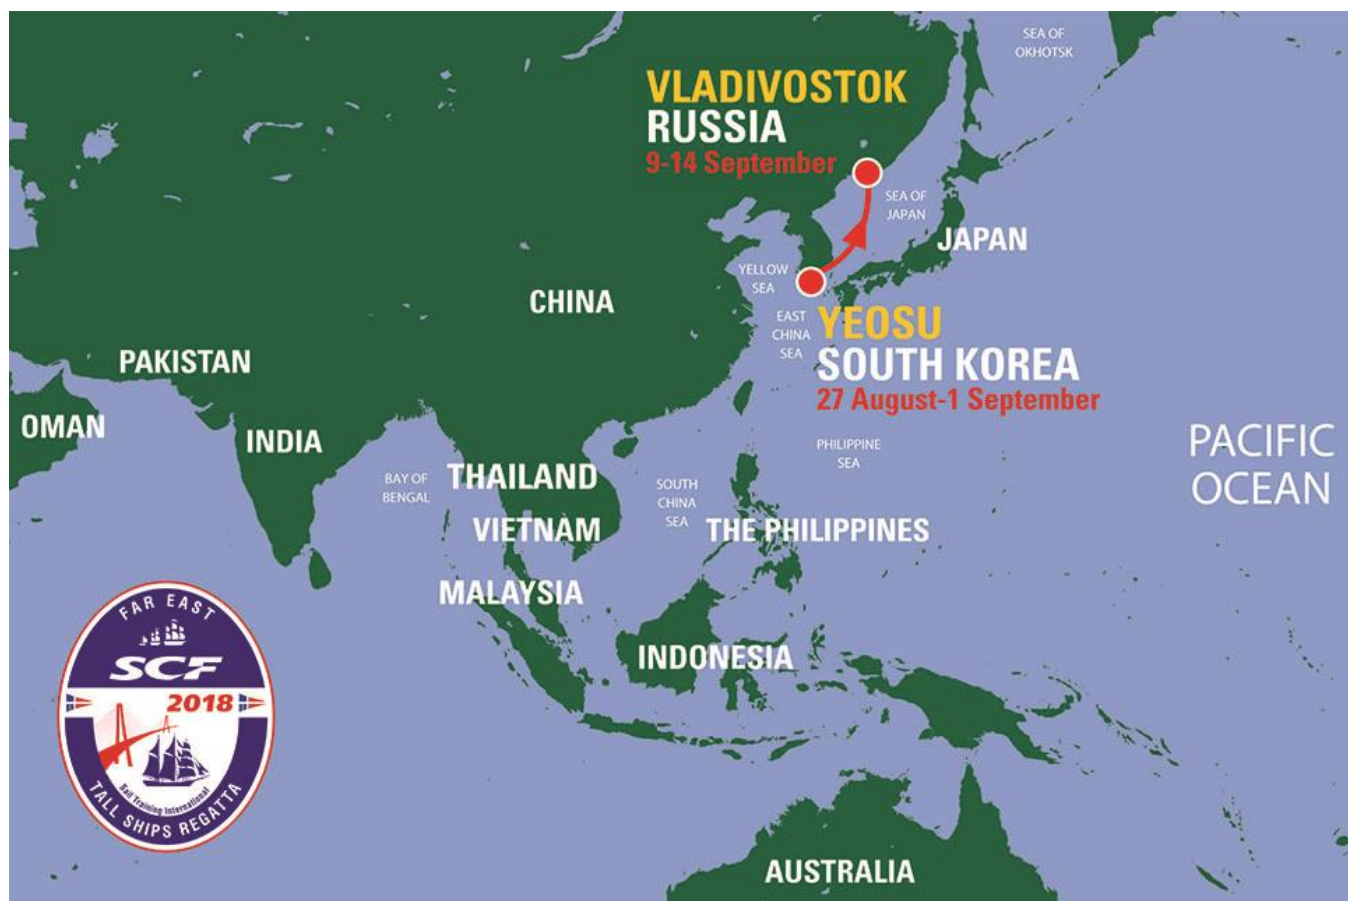 SEA OF
OKHOTSK
VLADIVOSTOK
RUSSIA
9-14 September
SEA OF
JAPAN
JAPAN
YELLOW
SEA
CHINA
EAST
CHINA
SEA
YEOSU
SOUTH KOREA
27 August-1 September
PAKISTAN
OMAN
INDIA
PACIFIC
OCEAN
PHILIPPINE
SEA
BAY OF
BENGAL
THAILAND
SOUTH
CHINA
SEA
VIETNAM
THE PHILIPPINES
MALAYSIA
INDONESIA
FAR EAST
SCF
2018
Sail Training International
TALL SHIPS REGATTA
AUSTRALIA